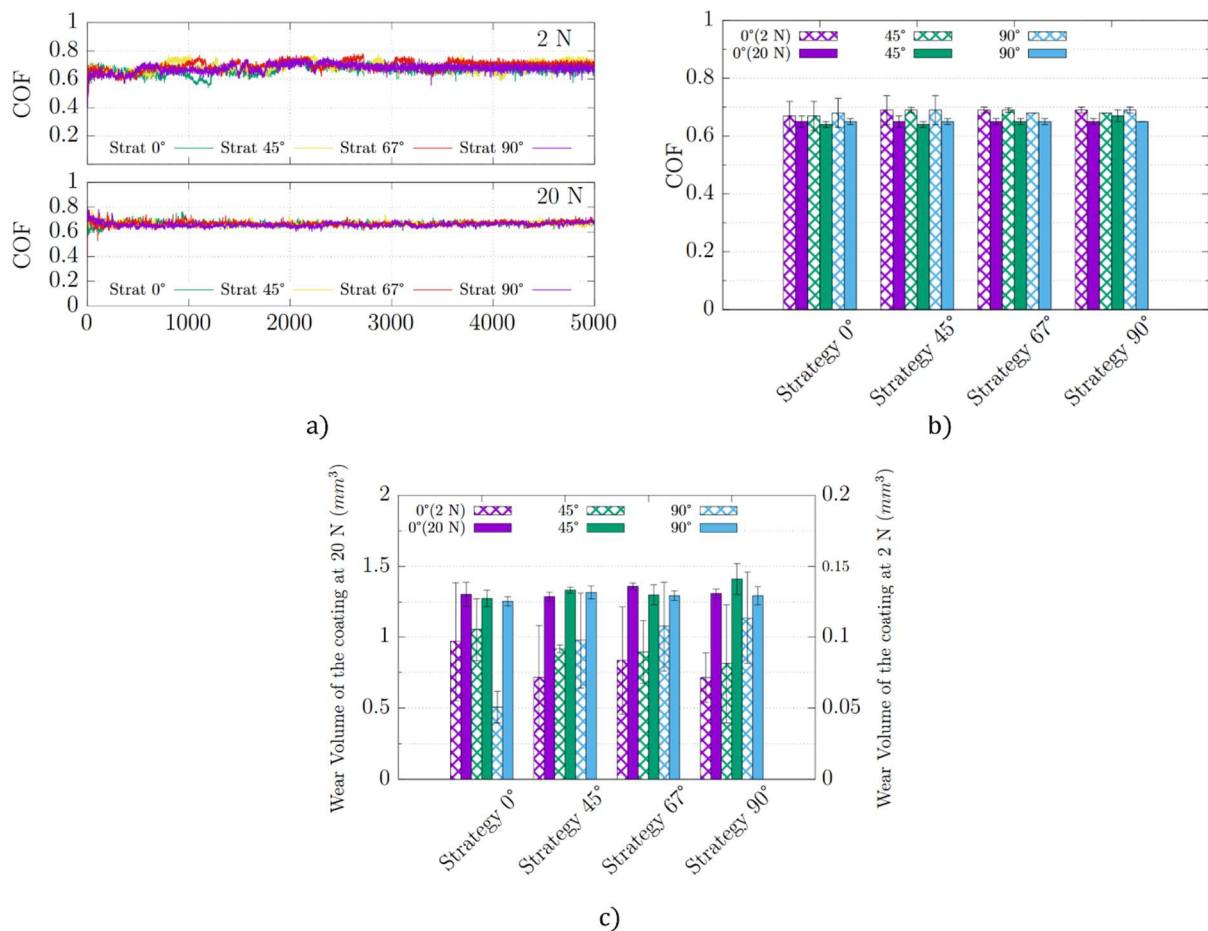 1
0.8
0.6
0.4
0.2
COF
2 N
Strat 0° Strat 45° Strat 67° Strat 90°
1
0.8
0.6
0.4
0.2
0
COF
20 N
Strat 0° Strat 45° Strat 67° Strat 90°
0 1000 2000 3000 4000 5000
a)
1
0.8
0.6
0.4
0.2
0
COF
0°(2 N) 45° 90°
0°(20 N) 45° 90°
Strategy 0° Strategy 45° Strategy 67° Strategy 90°
b)
Wear Volume of the coating at 20 N (mm³)
2
1.5
1
0.5
0
0°(2 N) 45° 90°
0°(20 N) 45° 90°
0.2
0.15
0.1
0.05
0
Wear Volume of the coating at 2 N (mm³)
Strategy 0° Strategy 45° Strategy 67° Strategy 90°
c)